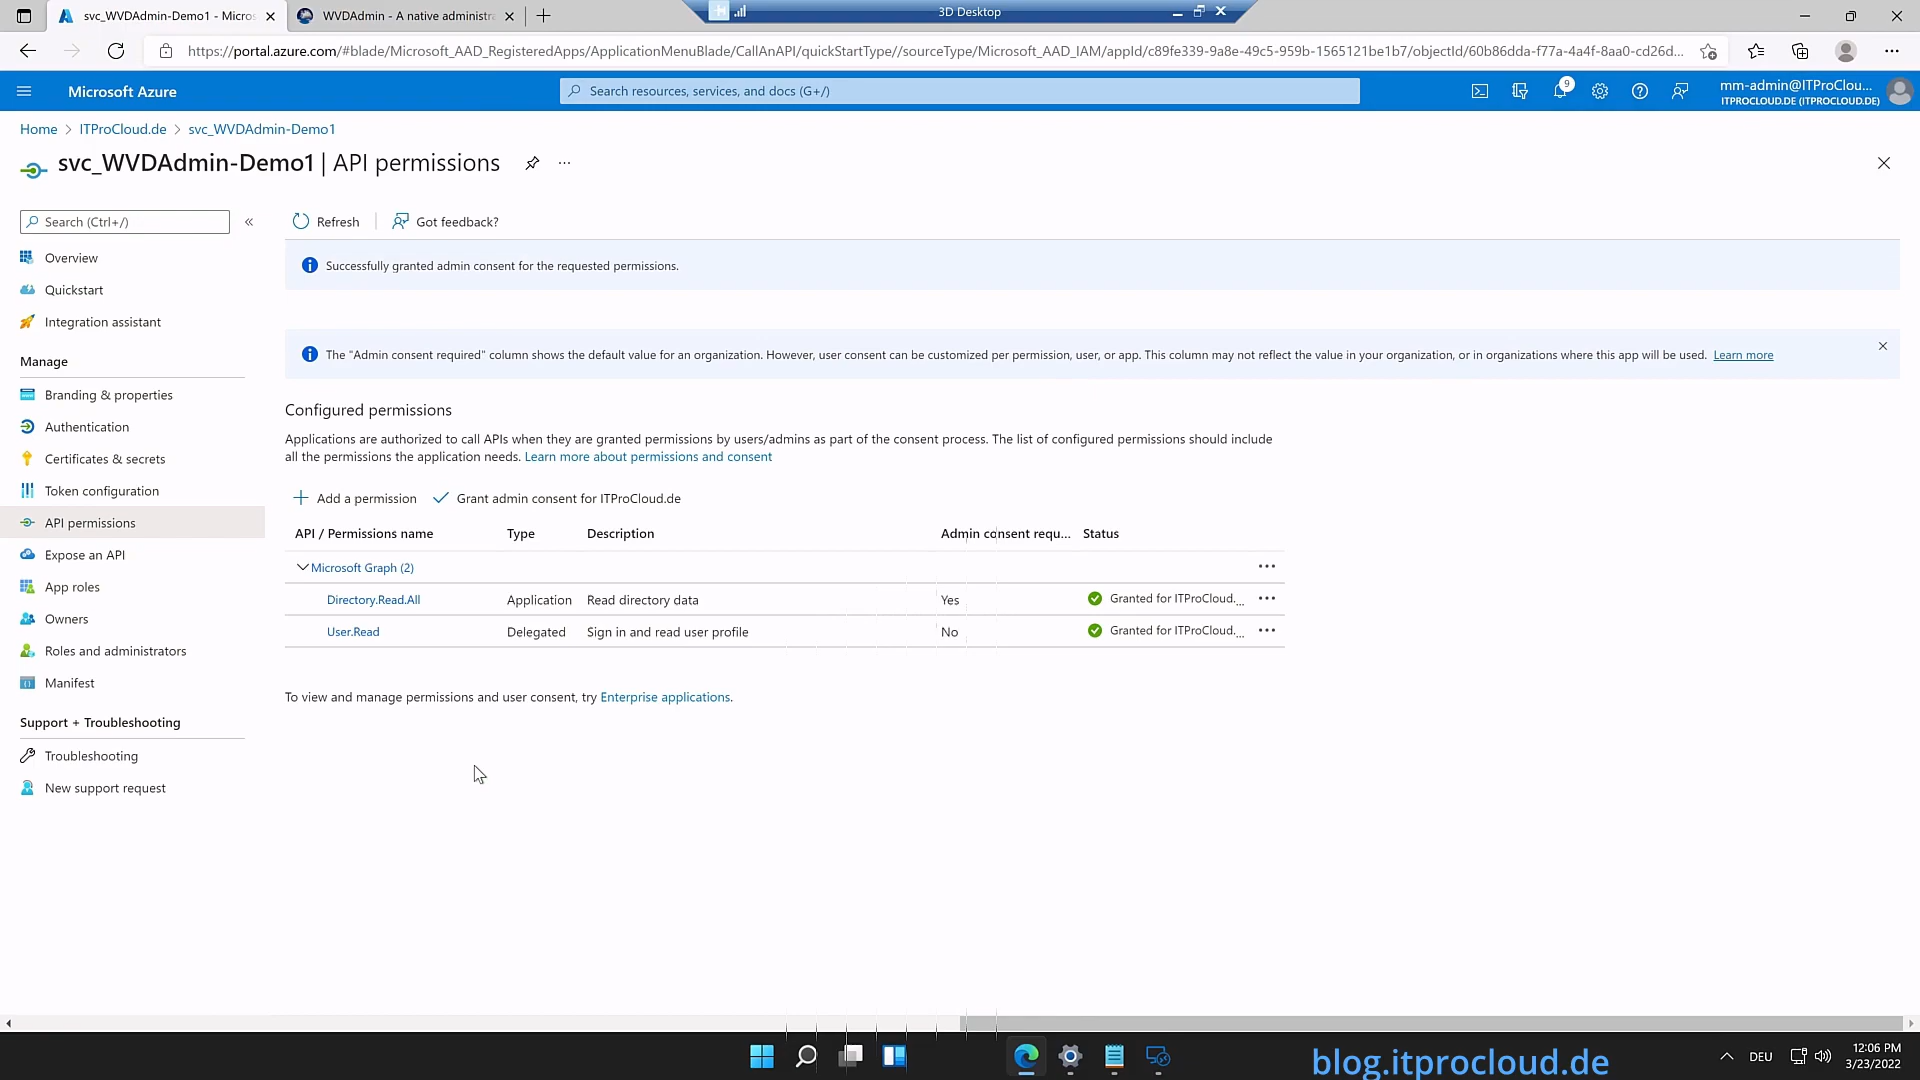 svc_WVDAdmin-Demo1 - Micros
WVDAdmin - A native administra
3D Desktop
https://portal.azure.com/#blade/Microsoft_AAD_RegisteredApps/ApplicationMenuBlade/CallAnAPI/quickStartType//sourceType/Microsoft_AAD_IAM/appId/c89fe339-9a8e-49c5-959b-1565121be1b7/objectId/60b86dda-f77a-4a4f-8aa0-cd26d...
Microsoft Azure
Search resources, services, and docs (G+/)
9
mm-admin@ITProClou...
ITPROCLOUD.DE (ITPROCLOUD.DE)
Home > ITProCloud.de > svc_WVDAdmin-Demo1
svc_WVDAdmin-Demo1 | API permissions
Search (Ctrl+/)
Refresh
Got feedback?
Overview
Quickstart
Integration assistant
Manage
Branding & properties
Authentication
Certificates & secrets
Token configuration
API permissions
Expose an API
App roles
Owners
Roles and administrators
Manifest
Support + Troubleshooting
Troubleshooting
New support request
Successfully granted admin consent for the requested permissions.
The "Admin consent required" column shows the default value for an organization. However, user consent can be customized per permission, user, or app. This column may not reflect the value in your organization, or in organizations where this app will be used. Learn more
Configured permissions
Applications are authorized to call APIs when they are granted permissions by users/admins as part of the consent process. The list of configured permissions should include
all the permissions the application needs. Learn more about permissions and consent
Add a permission
Grant admin consent for ITProCloud.de
API / Permissions name Type Description Admin consent requ... Status
Microsoft Graph (2)
Directory.Read.All Application Read directory data Yes Granted for ITProCloud....
User.Read Delegated Sign in and read user profile No Granted for ITProCloud....
To view and manage permissions and user consent, try Enterprise applications.
blog.itprocloud.de
DEU
12:06 PM
3/23/2022